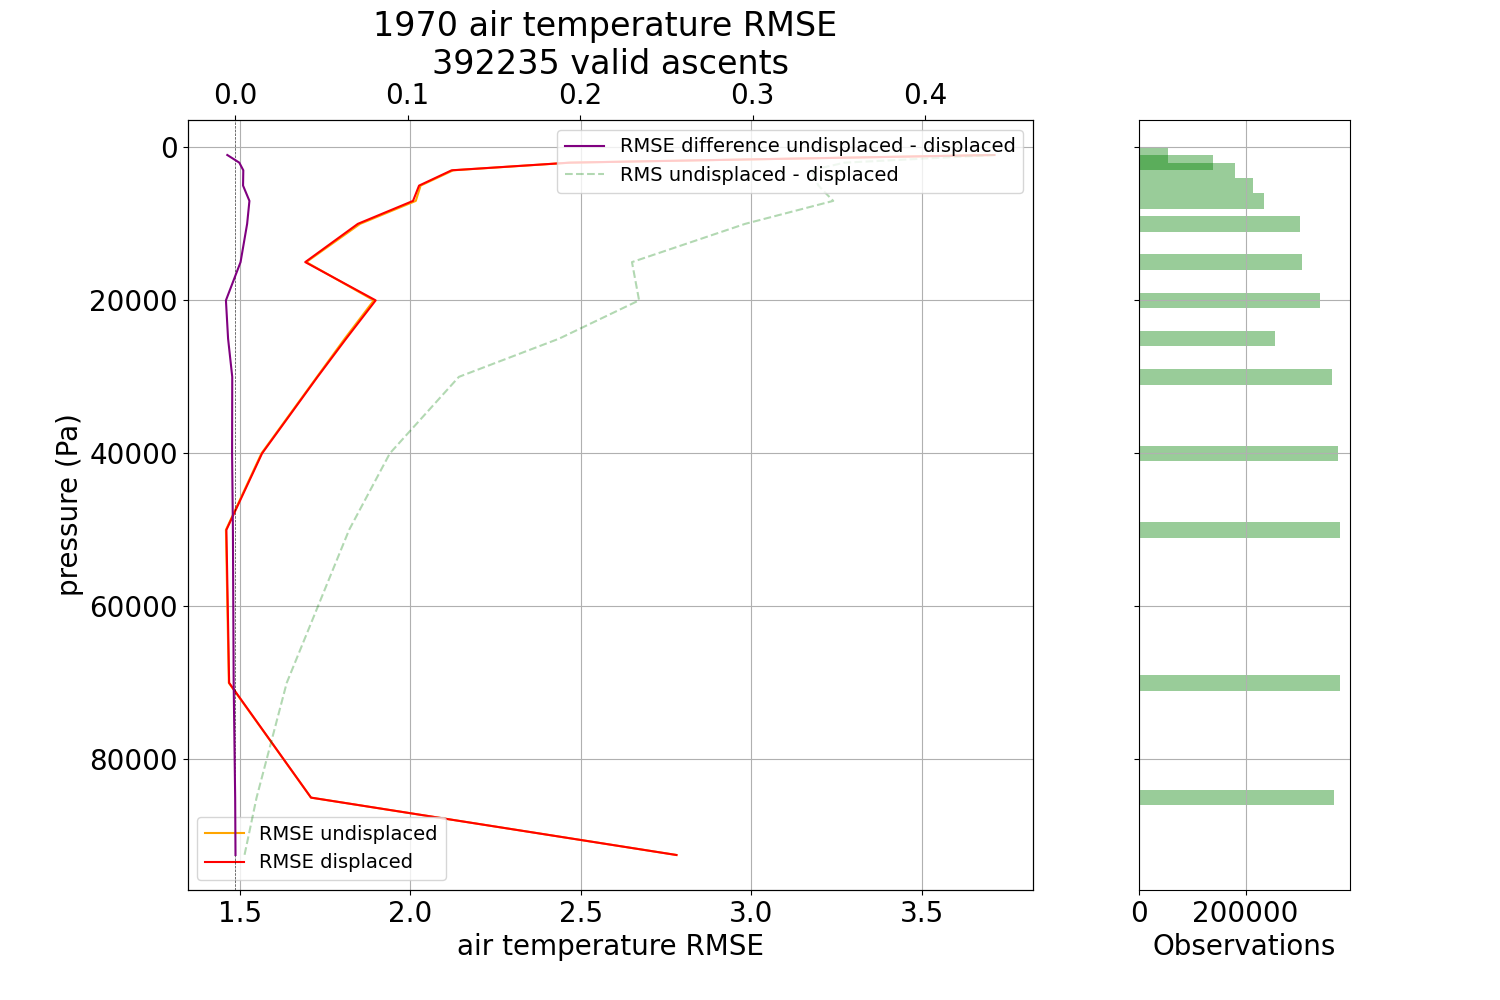 1970 air temperature RMSE
392235 valid ascents
0.0 0.1 0.2 0.3 0.4
RMSE difference undisplaced - displaced
RMS undisplaced - displaced
0
20000
40000
60000
80000
pressure (Pa)
RMSE undisplaced
RMSE displaced
1.5 2.0 2.5 3.0 3.5
air temperature RMSE
0 200000
Observations